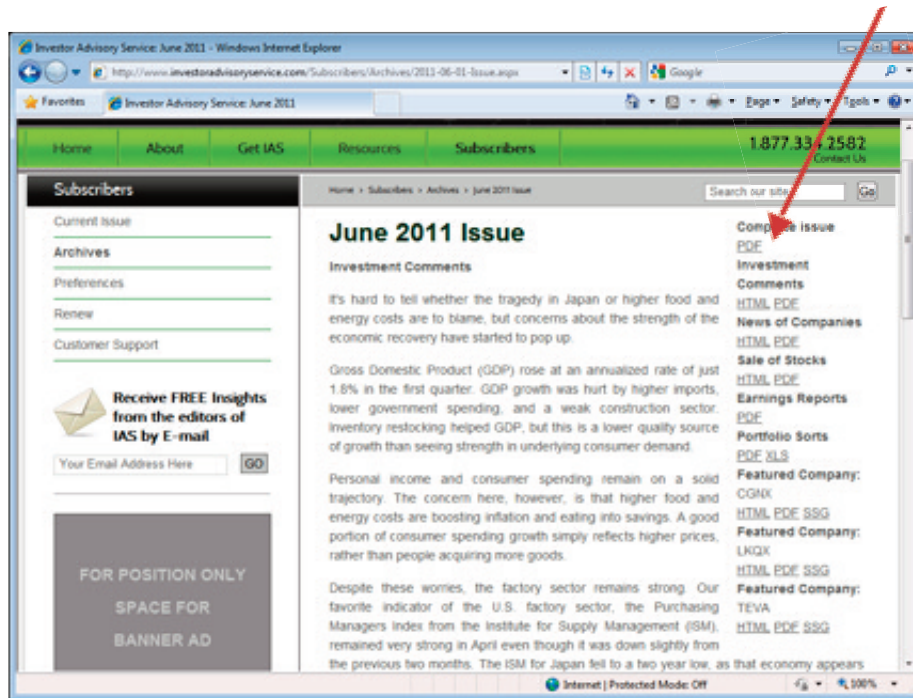 Investor Advisory Service: June 2011 - Windows Internet Explorer
http://www.investoradvisoryservice.com/Subscribers/Archives/2011-06-01-Issue.aspx
Google
Favorites
Investor Advisory Service: June 2011
Page
Safety
Tools
Home
About
Get IAS
Resources
Subscribers
1.877.334.2582
Contact Us
Subscribers
Current Issue
Archives
Preferences
Renew
Customer Support
Receive FREE Insights
from the editors of
IAS by E-mail
Your Email Address Here
GO
FOR POSITION ONLY
SPACE FOR
BANNER AD
Home > Subscribers > Archives > June 2011 Issue
Search our site
Go
June 2011 Issue
Investment Comments
It's hard to tell whether the tragedy in Japan or higher food and
energy costs are to blame, but concerns about the strength of the
economic recovery have started to pop up.
Gross Domestic Product (GDP) rose at an annualized rate of just
1.8% in the first quarter. GDP growth was hurt by higher imports,
lower government spending, and a weak construction sector.
Inventory restocking helped GDP, but this is a lower quality source
of growth than seeing strength in underlying consumer demand.
Personal income and consumer spending remain on a solid
trajectory. The concern here, however, is that higher food and
energy costs are boosting inflation and eating into savings. A good
portion of consumer spending growth simply reflects higher prices,
rather than people acquiring more goods.
Despite these worries, the factory sector remains strong. Our
favorite indicator of the U.S. factory sector, the Purchasing
Managers Index from the Institute for Supply Management (ISM),
remained very strong in April even though it was down slightly from
the previous two months. The ISM for Japan fell to a two year low, as that economy appears
Complete issue
PDF
Investment
Comments
HTML PDF
News of Companies
HTML PDF
Sale of Stocks
HTML PDF
Earnings Reports
PDF
Portfolio Sorts
PDF XLS
Featured Company:
CGNX
HTML PDF SSG
Featured Company:
LKQX
HTML PDF SSG
Featured Company:
TEVA
HTML PDF SSG
Internet | Protected Mode: Off
100%